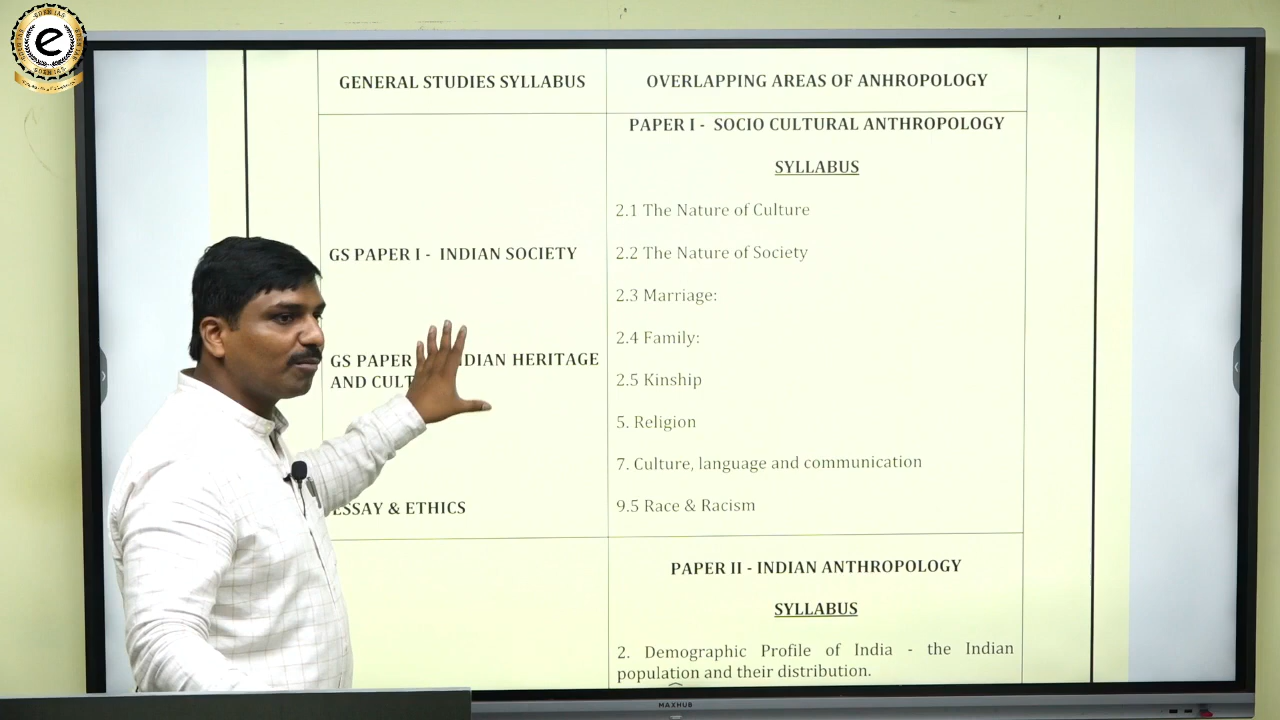 e
EDEN IAS
GENERAL STUDIES SYLLABUS
OVERLAPPING AREAS OF ANHROPOLOGY
PAPER I - SOCIO CULTURAL ANTHROPOLOGY
SYLLABUS
GS PAPER I - INDIAN SOCIETY
GS PAPER INDIAN HERITAGE
AND CULT
ESSAY & ETHICS
2.1 The Nature of Culture
2.2 The Nature of Society
2.3 Marriage:
2.4 Family:
2.5 Kinship
5. Religion
7. Culture, language and communication
9.5 Race & Racism
PAPER II - INDIAN ANTHROPOLOGY
SYLLABUS
2. Demographic Profile of India - the Indian
population and their distribution.
MAXHUB